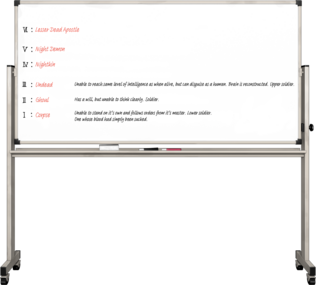 VI : Lesser Dead Apostle
V : Night Demon
IV : Nightkin
III : Undead Unable to reach same level of intelligence as when alive, but can disguise as a human. Brain is reconstructed. Upper soldier.
II : Ghoul Has a will, but unable to think clearly. Soldier.
I : Corpse Unable to stand on it's own and follows orders from it's master. Lower soldier.
One whose blood had simply been sucked.